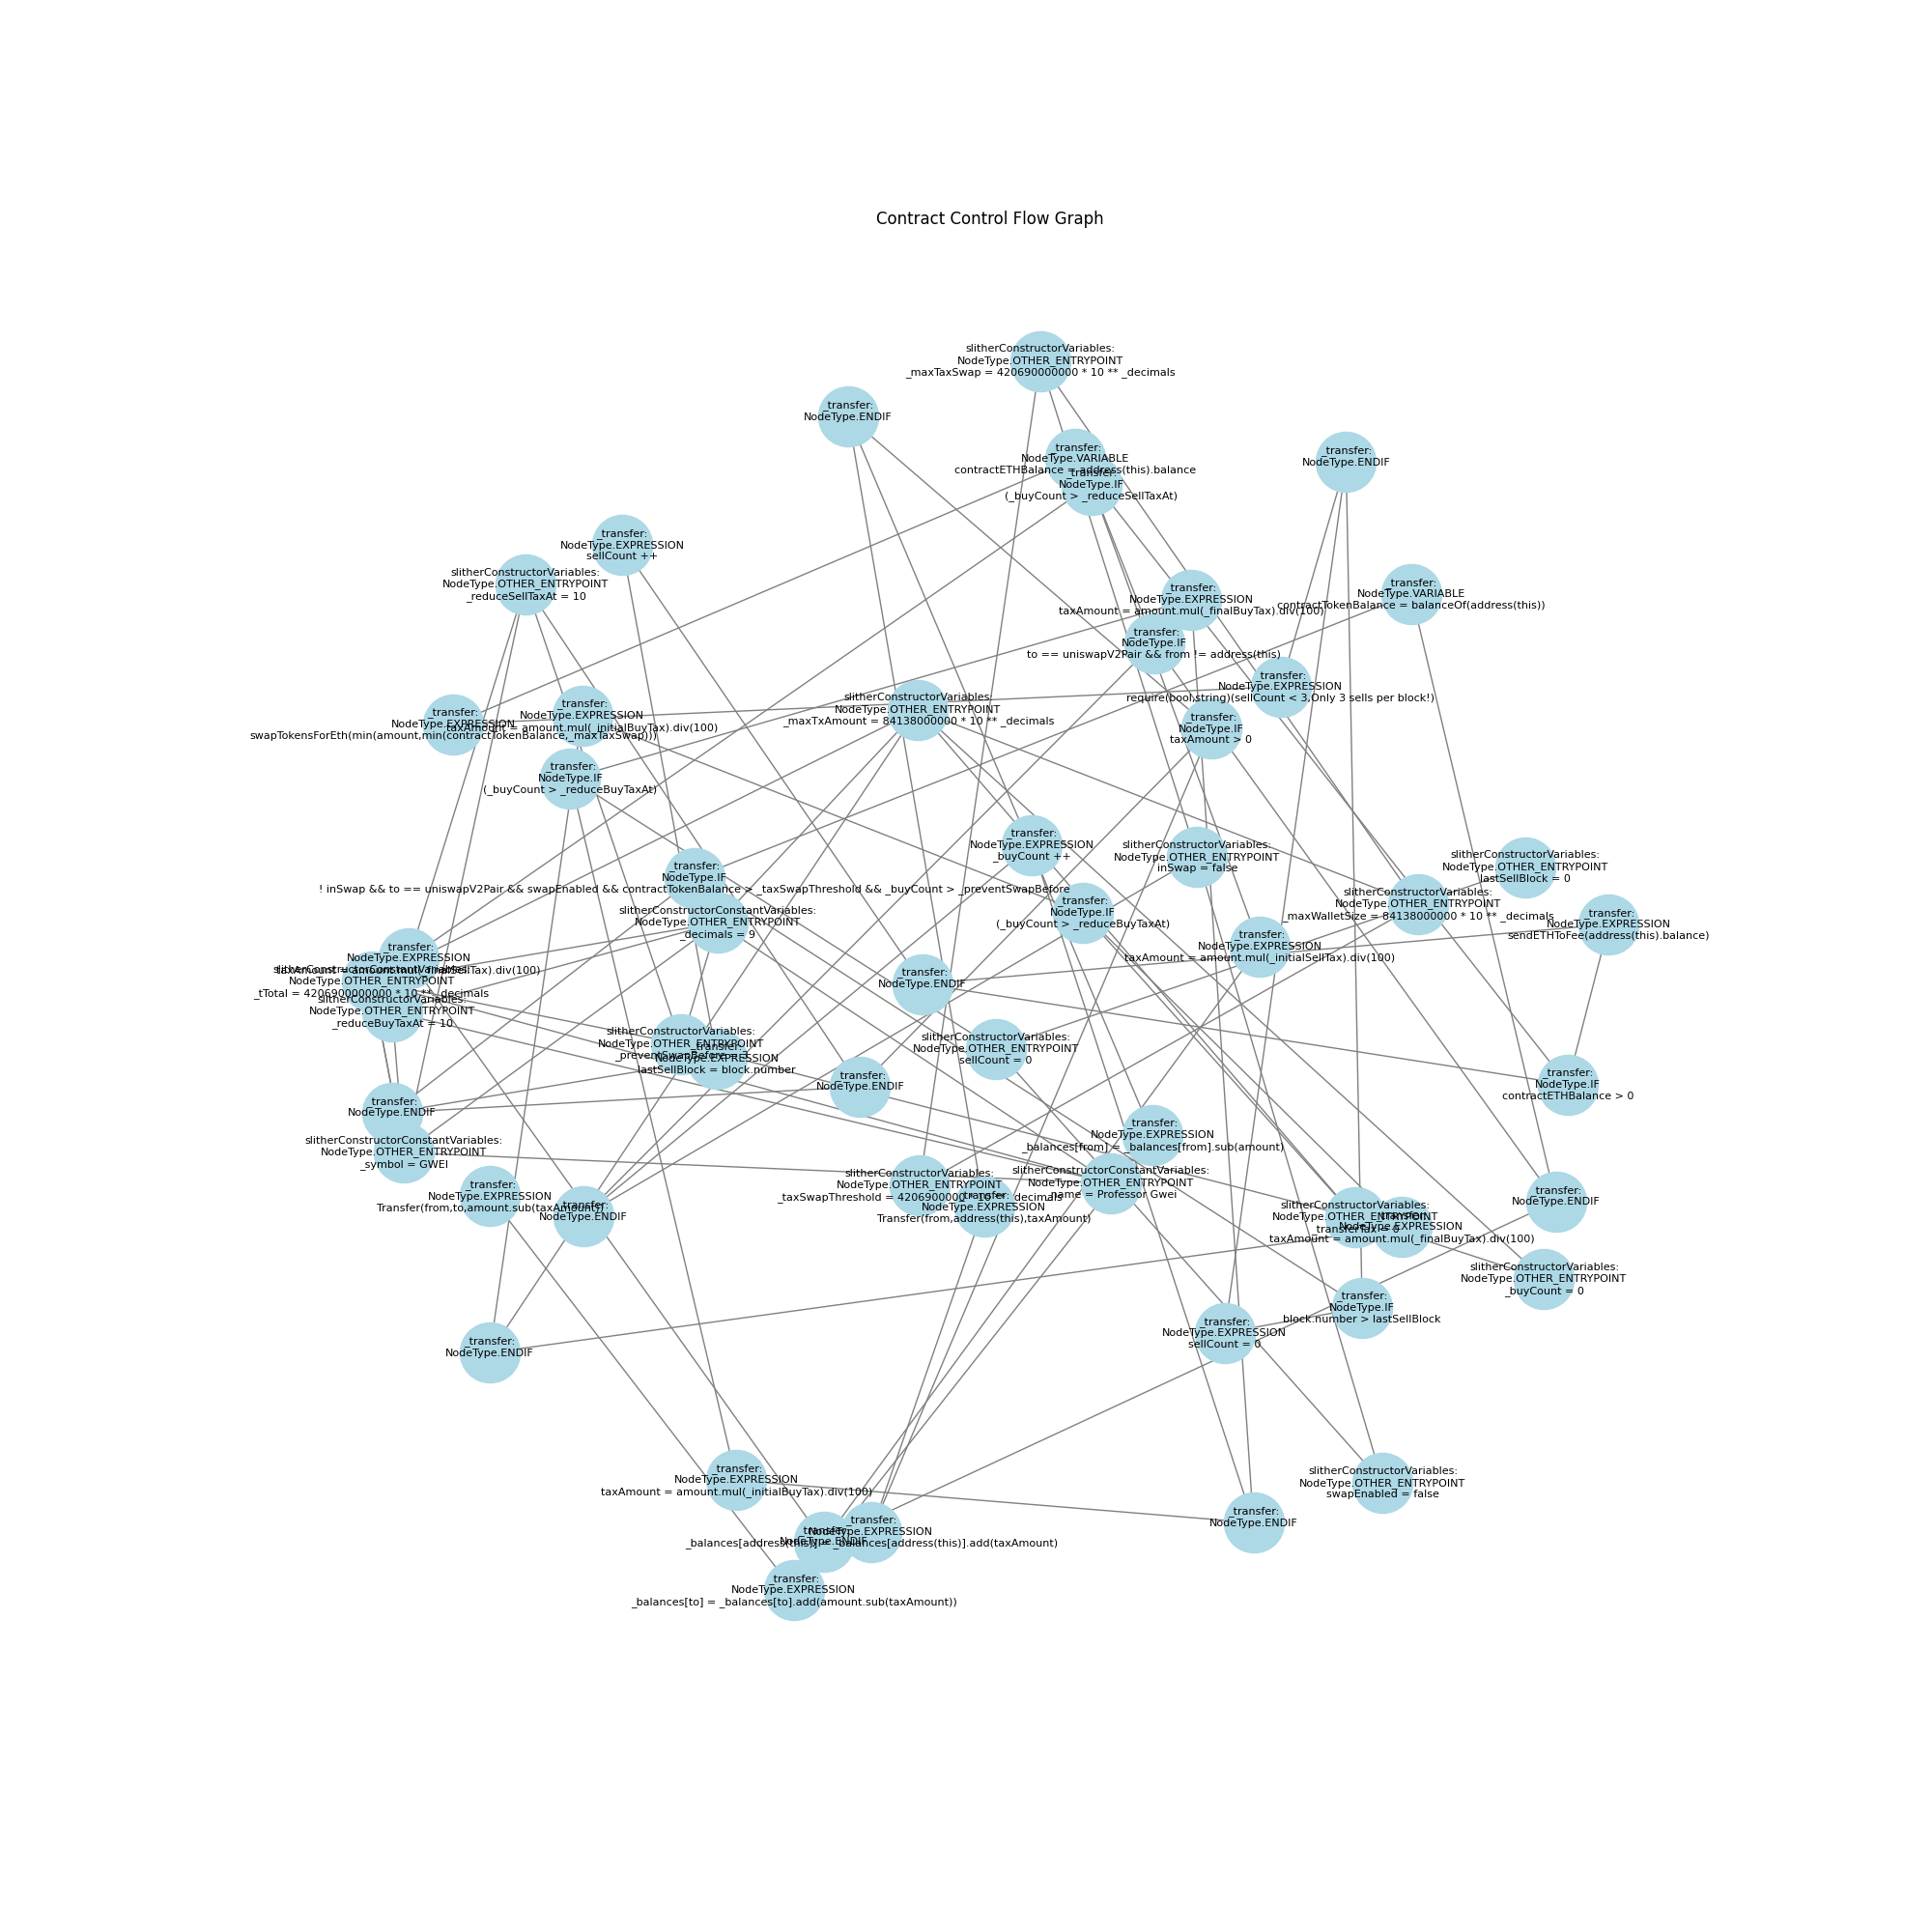 Contract Control Flow Graph
slitherConstructorVariables:
NodeType.OTHER_ENTRYPOINT
_maxTaxSwap = 420690000000 * 10 ** _decimals
_transfer:
NodeType.ENDIF
_transfer:
NodeType.VARIABLE
contractETHBalance = address(this).balance
_transfer:
NodeType.IF
(_buyCount > _reduceSellTaxAt)
_transfer:
NodeType.ENDIF
_transfer:
NodeType.EXPRESSION
sellCount ++
slitherConstructorVariables:
NodeType.OTHER_ENTRYPOINT
_reduceSellTaxAt = 10
_transfer:
NodeType.EXPRESSION
taxAmount = amount.mul(_finalBuyTax).div(100)
_transfer:
NodeType.VARIABLE
contractTokenBalance = balanceOf(address(this))
_transfer:
NodeType.IF
to == uniswapV2Pair && from != address(this)
_transfer:
NodeType.EXPRESSION
require(bool,string)(sellCount < 3,Only 3 sells per block!)
slitherConstructorVariables:
NodeType.OTHER_ENTRYPOINT
_maxTxAmount = 84138000000 * 10 ** _decimals
_transfer:
NodeType.EXPRESSION
swapTokensForEth(min(amount,min(contractTokenBalance,_maxTaxSwap)))
_transfer:
NodeType.EXPRESSION
taxAmount = amount.mul(_initialBuyTax).div(100)
_transfer:
NodeType.IF
taxAmount > 0
_transfer:
NodeType.IF
(_buyCount > _reduceBuyTaxAt)
_transfer:
NodeType.EXPRESSION
_buyCount ++
slitherConstructorVariables:
NodeType.OTHER_ENTRYPOINT
inSwap = false
slitherConstructorVariables:
NodeType.OTHER_ENTRYPOINT
lastSellBlock = 0
_transfer:
NodeType.IF
! inSwap && to == uniswapV2Pair && swapEnabled && contractTokenBalance > _taxSwapThreshold && _buyCount > _preventSwapBefore
slitherConstructorVariables:
NodeType.OTHER_ENTRYPOINT
_maxWalletSize = 84138000000 * 10 ** _decimals
slitherConstructorConstantVariables:
NodeType.OTHER_ENTRYPOINT
_decimals = 9
_transfer:
NodeType.IF
(_buyCount > _reduceBuyTaxAt)
_transfer:
NodeType.EXPRESSION
sendETHToFee(address(this).balance)
_transfer:
NodeType.EXPRESSION
taxAmount = amount.mul(_initialSellTax).div(100)
_transfer:
NodeType.EXPRESSION
taxAmount = amount.mul(_finalSellTax).div(100)
slitherConstructorConstantVariables:
NodeType.OTHER_ENTRYPOINT
_tTotal = 4206900000000 * 10 ** _decimals
slitherConstructorVariables:
NodeType.OTHER_ENTRYPOINT
_reduceBuyTaxAt = 10
_transfer:
NodeType.ENDIF
slitherConstructorVariables:
NodeType.OTHER_ENTRYPOINT
_preventSwapBefore = 3
_transfer:
NodeType.EXPRESSION
lastSellBlock = block.number
slitherConstructorVariables:
NodeType.OTHER_ENTRYPOINT
sellCount = 0
_transfer:
NodeType.ENDIF
_transfer:
NodeType.IF
contractETHBalance > 0
_transfer:
NodeType.ENDIF
_transfer:
NodeType.EXPRESSION
_balances[from] = _balances[from].sub(amount)
slitherConstructorConstantVariables:
NodeType.OTHER_ENTRYPOINT
_symbol = GWEI
slitherConstructorVariables:
NodeType.OTHER_ENTRYPOINT
slitherConstructorConstantVariables:
NodeType.OTHER_ENTRYPOINT
_name = Professor Gwei
_transfer:
NodeType.EXPRESSION
Transfer(from,to,amount.sub(taxAmount))
_transfer:
NodeType.ENDIF
_transfer:
NodeType.EXPRESSION
Transfer(from,address(this),taxAmount)
_transfer:
NodeType.ENDIF
slitherConstructorVariables:
NodeType.OTHER_ENTRYPOINT
_transferTax = 0
_transfer:
NodeType.EXPRESSION
taxAmount = amount.mul(_finalBuyTax).div(100)
slitherConstructorVariables:
NodeType.OTHER_ENTRYPOINT
_buyCount = 0
_transfer:
NodeType.IF
block.number > lastSellBlock
_transfer:
NodeType.EXPRESSION
sellCount = 0
_transfer:
NodeType.ENDIF
_transfer:
NodeType.EXPRESSION
taxAmount = amount.mul(_initialBuyTax).div(100)
slitherConstructorVariables:
NodeType.OTHER_ENTRYPOINT
swapEnabled = false
_transfer:
NodeType.ENDIF
_transfer:
NodeType.EXPRESSION
_balances[address(this)] = _balances[address(this)].add(taxAmount)
_transfer:
NodeType.ENDIF
_transfer:
NodeType.EXPRESSION
_balances[to] = _balances[to].add(amount.sub(taxAmount))